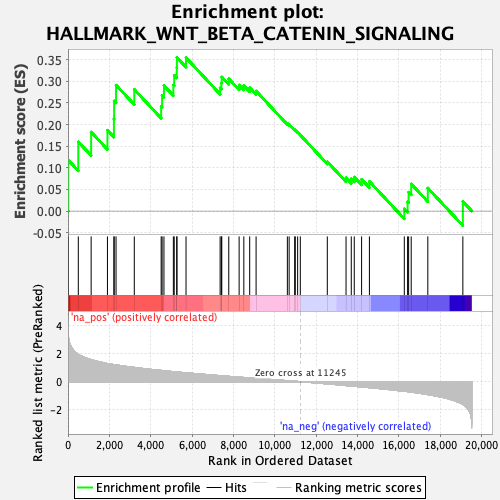 Enrichment plot:
HALLMARK_WNT_BETA_CATENIN_SIGNALING
Enrichment score (ES)
0.35
0.30
0.25
0.20
0.15
0.10
0.05
0.00
-0.05
'na_pos' (positively correlated)
Ranked list metric (PreRanked)
4
2
0
-2
Zero cross at 11245
'na_neg' (negatively correlated)
0
2,000
4,000
6,000
8,000
10,000
12,000
14,000
16,000
18,000
20,000
Rank in Ordered Dataset
Enrichment profile
Hits
Ranking metric scores